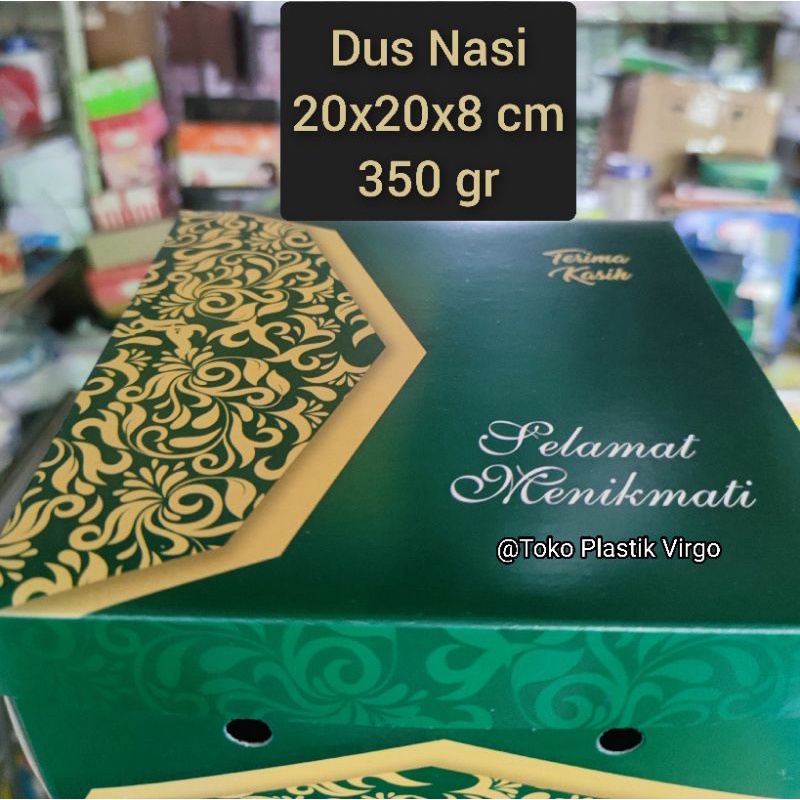 Dus Nasi
20x20x8 cm
350 gr
Terima
Kasih
Selamat
Menikmati
@Toko Plastik Virgo